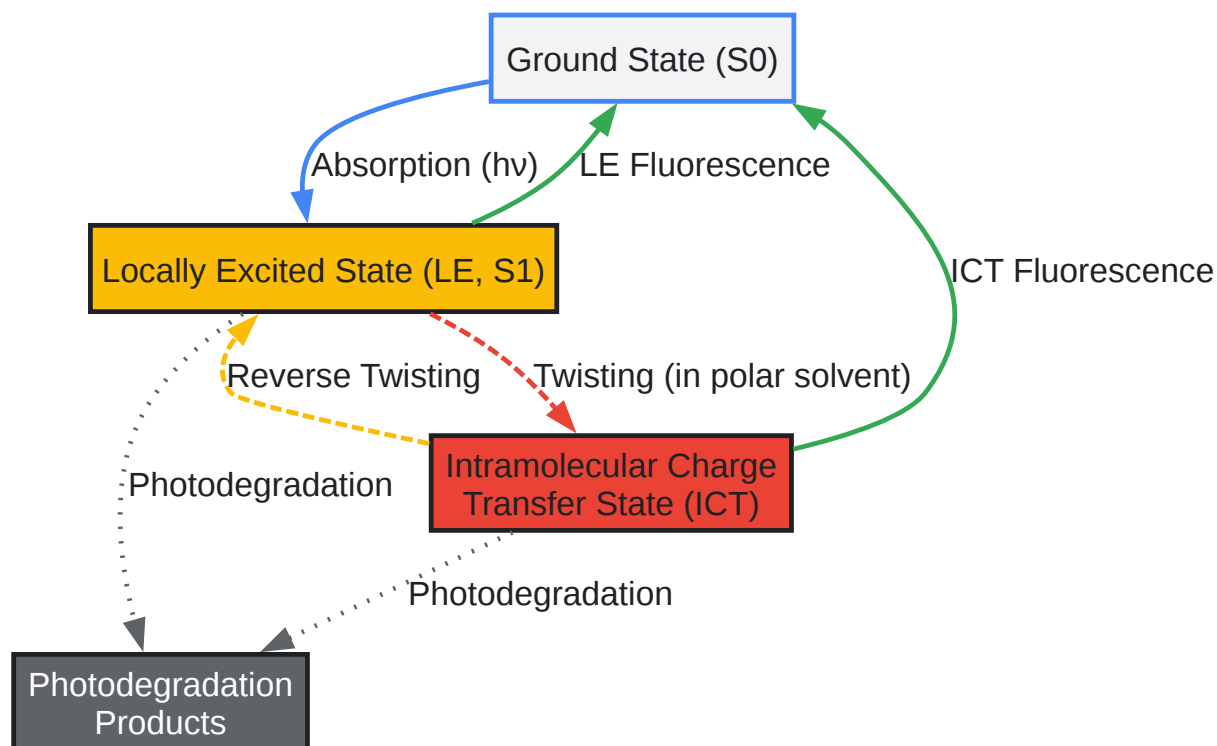 Ground State (S0)
Absorption (hν)
LE Fluorescence
Locally Excited State (LE, S1)
ICT Fluorescence
Reverse Twisting
Twisting (in polar solvent)
Intramolecular Charge
Transfer State (ICT)
Photodegradation
Photodegradation
Photodegradation
Products